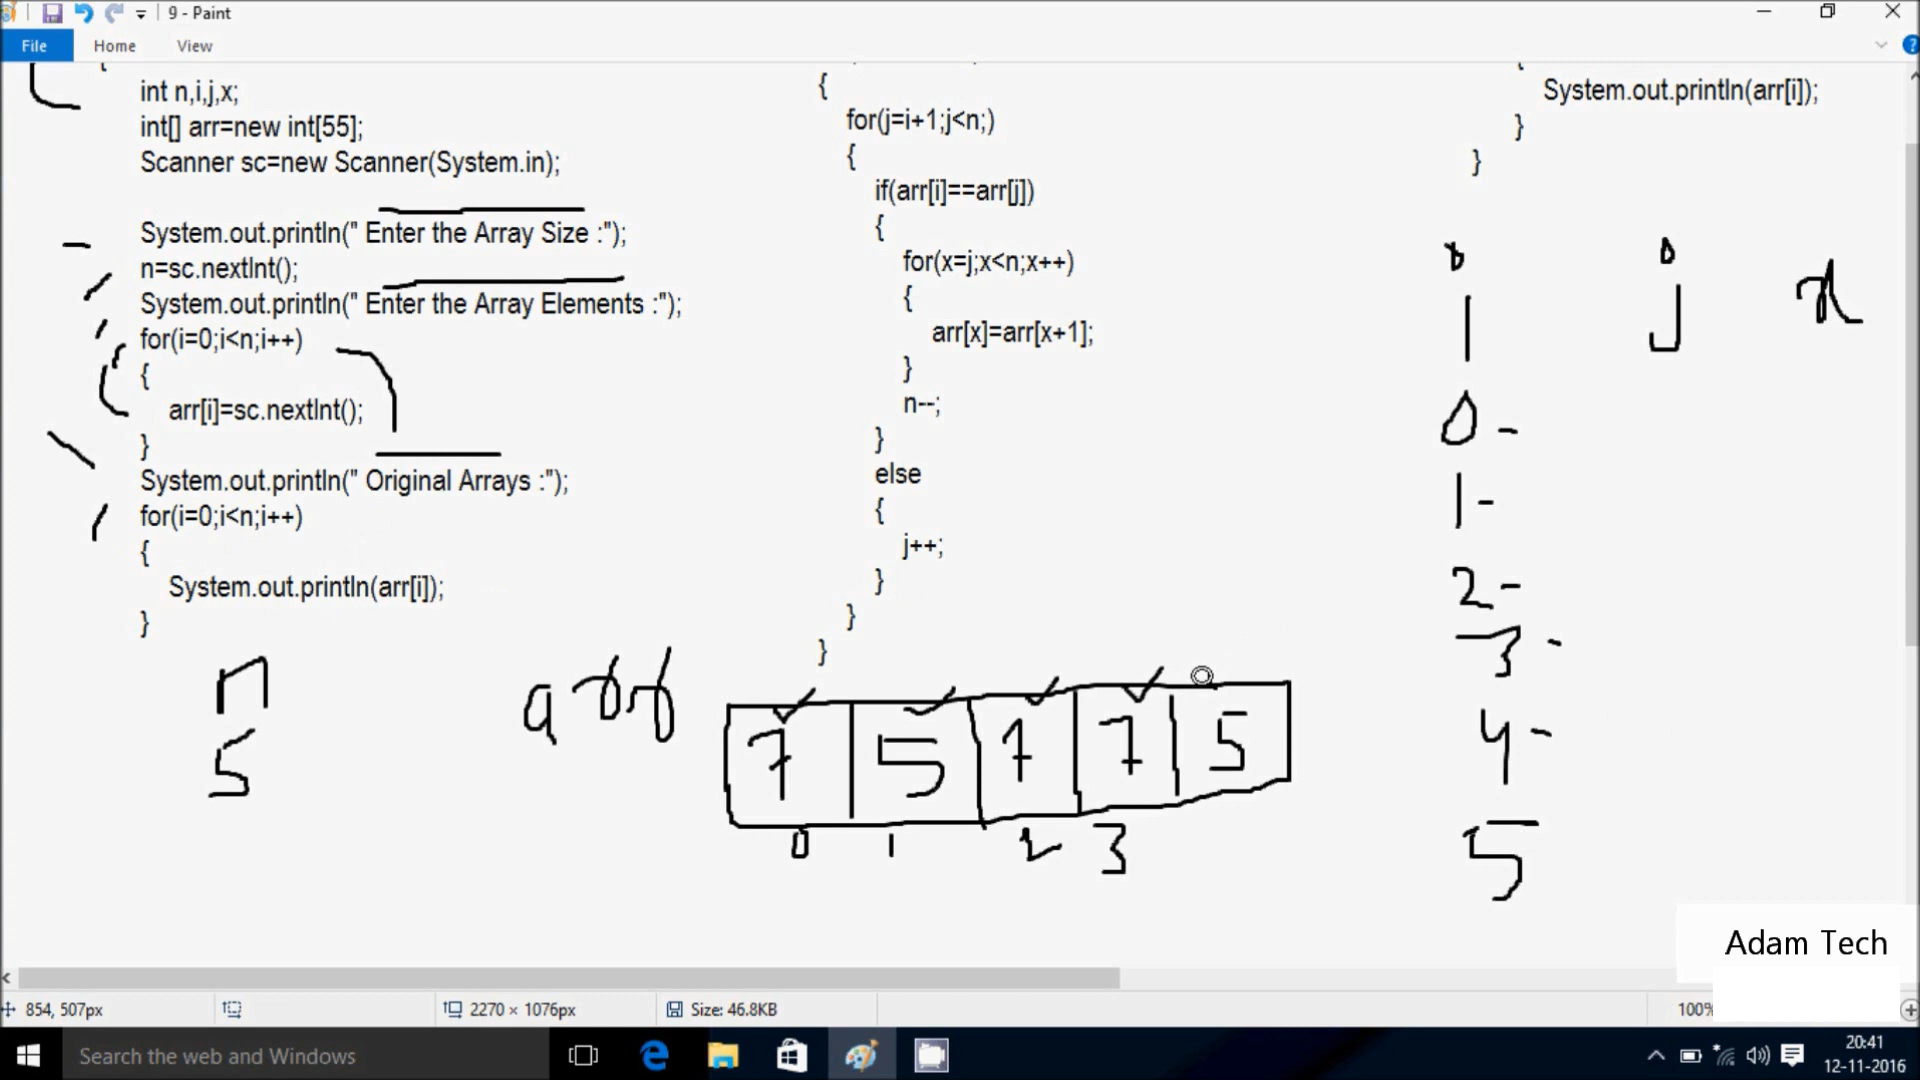 9 - Paint
File Home View
{
int n,i,j,x;
int[] arr=new int[55];
Scanner sc=new Scanner(System.in);
System.out.println(" Enter the Array Size :");
n=sc.nextInt();
System.out.println(" Enter the Array Elements :");
for(i=0;i<n;i++)
{
arr[i]=sc.nextInt();
}
System.out.println(" Original Arrays :");
for(i=0;i<n;i++)
{
System.out.println(arr[i]);
}
{
for(j=i+1;j<n;)
{
if(arr[i]==arr[j])
{
for(x=j;x<n;x++)
{
arr[x]=arr[x+1];
}
n--;
}
else
{
j++;
}
}
}
System.out.println(arr[i]);
}
}
i j x
0 -
1 -
2 -
3 -
4 -
5
n
5
arr
7 5 7 7 5
0 1 2 3
Adam Tech
854, 507px
2270 × 1076px
Size: 46.8KB
100%
Search the web and Windows
20:41
12-11-2016